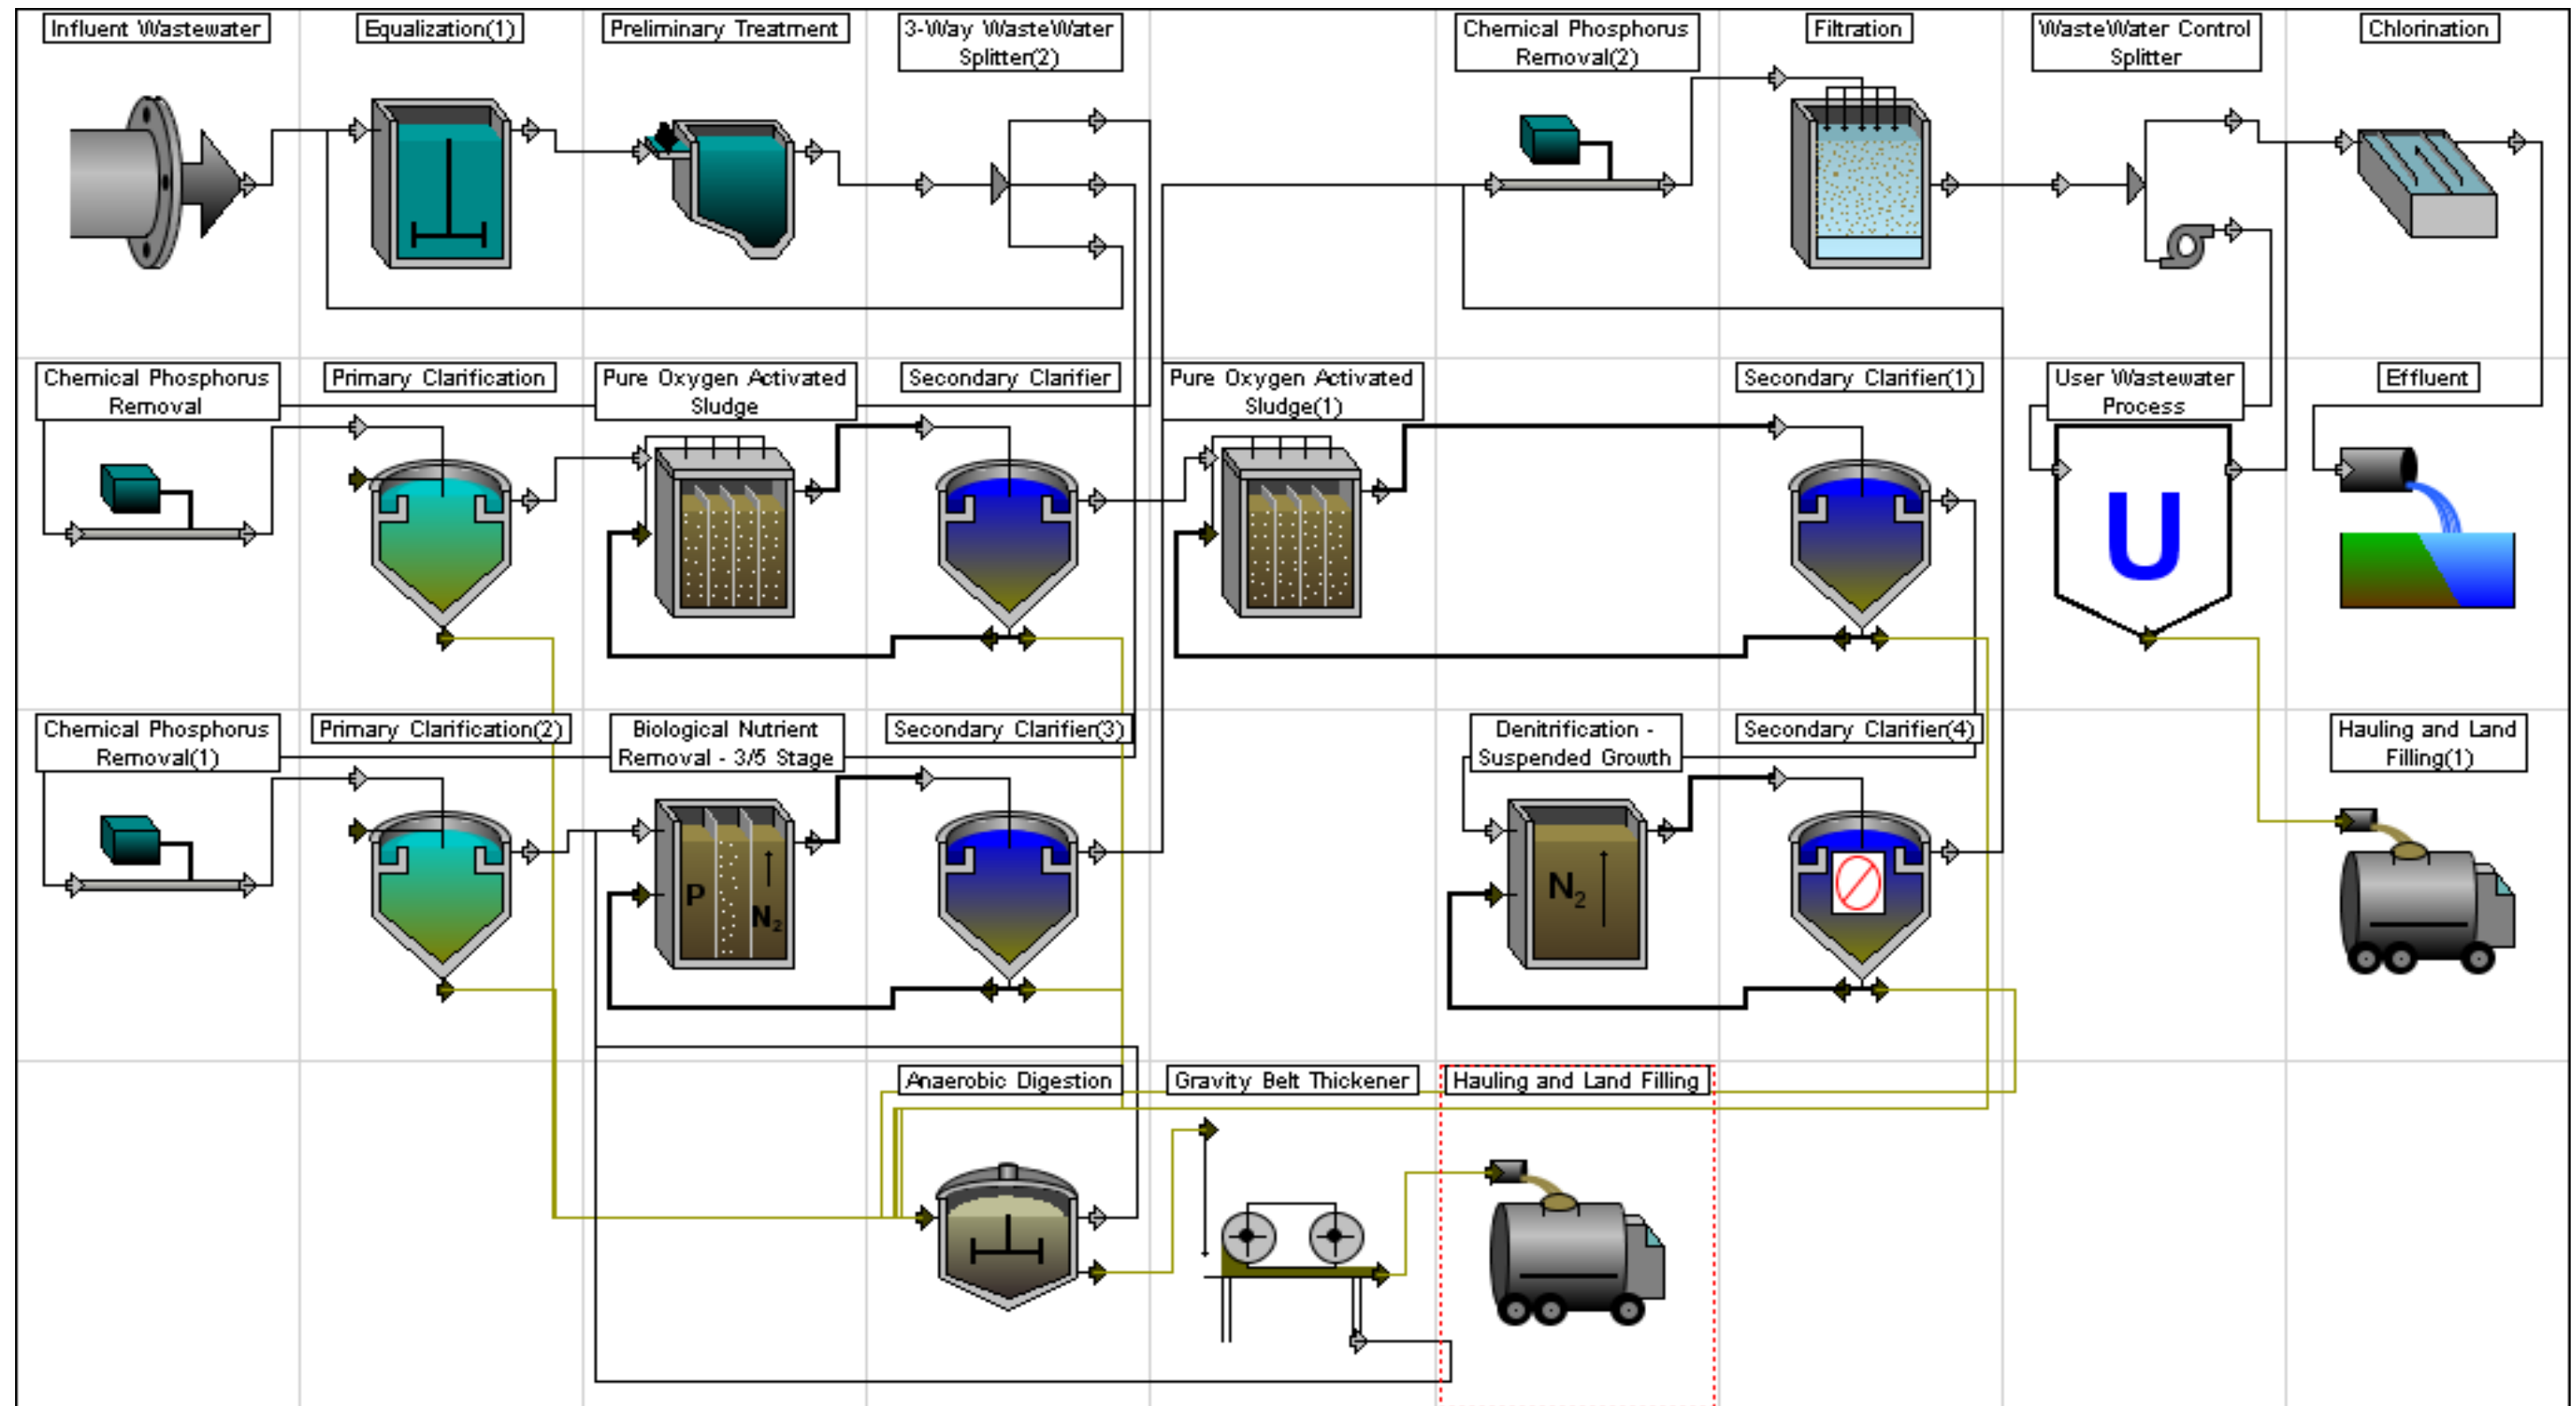 Influent Wastewater
Equalization(1)
Preliminary Treatment
3-Way WasteWater
Splitter(2)
Chemical Phosphorus
Removal(2)
Filtration
WasteWater Control
Splitter
Chlorination
Chemical Phosphorus
Removal
Primary Clarification
Pure Oxygen Activated
Sludge
Secondary Clarifier
Pure Oxygen Activated
Sludge(1)
Secondary Clarifier(1)
User Wastewater
Process
Effluent
U
Chemical Phosphorus
Removal(1)
Primary Clarification(2)
Biological Nutrient
Removal - 3/5 Stage
Secondary Clarifier(3)
Denitrification -
Suspended Growth
Secondary Clarifier(4)
Hauling and Land
Filling(1)
P
N₂
N₂
Anaerobic Digestion
Gravity Belt Thickener
Hauling and Land Filling